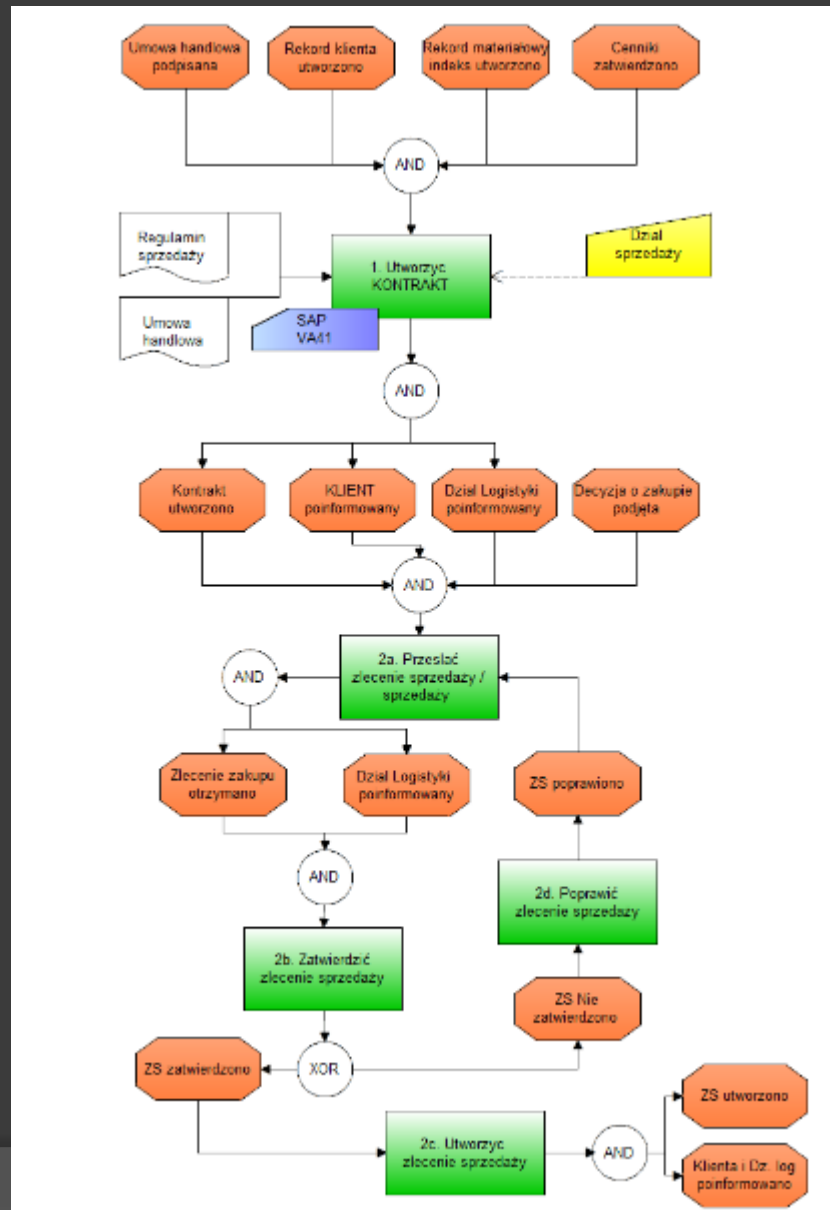 Umowa handlowa
podpisana
Rekord klienta
utworzono
Rekord materiałowy
indeks utworzono
Cenniki
zatwierdzono
AND
Regulamin
sprzedaży
Dział
sprzedaży
1. Utworzyc
KONTRAKT
Umowa
handlowa
SAP
VA41
AND
Kontrakt
utworzono
KLIENT
poinformowany
Dział Logistyki
poinformowany
Decyzja o zakupie
podjęta
AND
2a. Przesłać
zlecenie sprzedaży /
sprzedaży
AND
Zlecenie zakupu
otrzymano
Dział Logistyki
poinformowany
ZS poprawiono
AND
2d. Poprawić
zlecenie sprzedaży
2b. Zatwierdzić
zlecenie sprzedaży
ZS Nie
zatwierdzono
ZS zatwierdzono
XOR
ZS utworzono
2c. Utworzyc
zlecenie sprzedaży
AND
Klienta i Dz. log
poinformowano